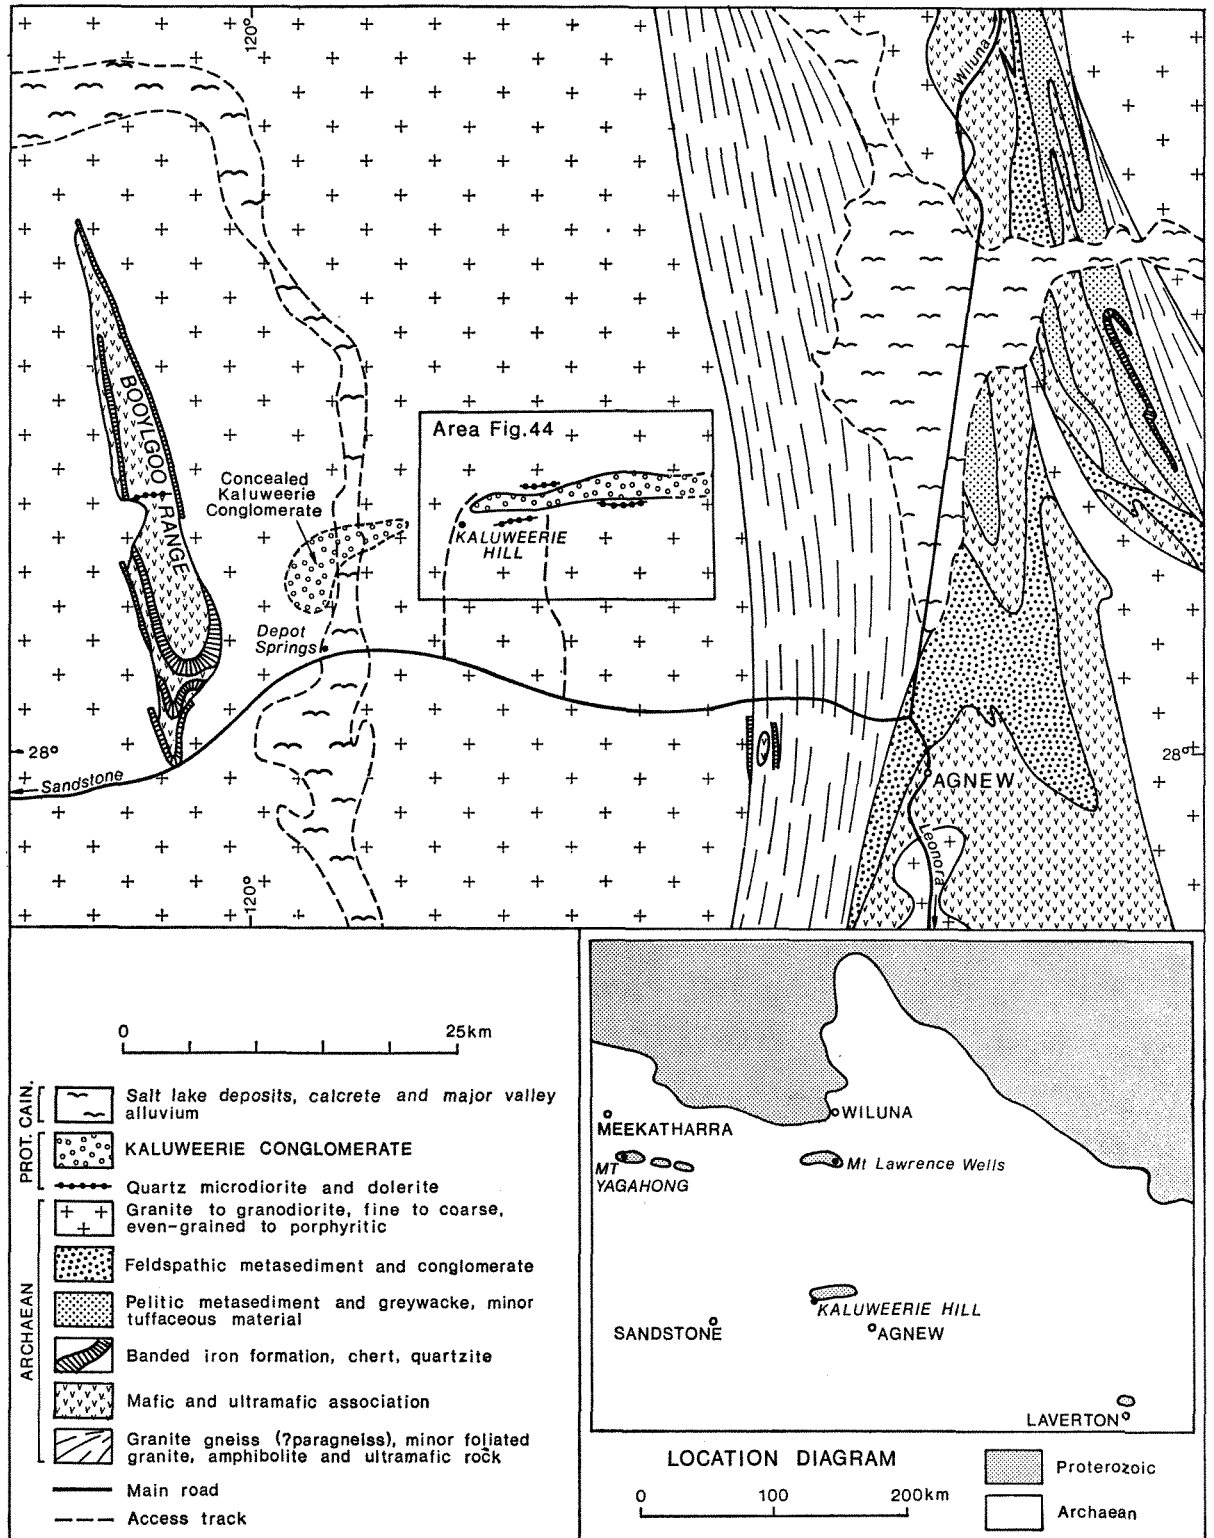 120°
Wiluna
BOOYLGOO RANGE
Area Fig.44
Concealed
Kaluweerie
Conglomerate
KALUWEERIE
HILL
Depot
Springs
28°
28°
Sandstone
AGNEW
Leonora
120°
0 25km
CAIN.
Salt lake deposits, calcrete and major valley
alluvium
PROT.
KALUWEERIE CONGLOMERATE
Quartz microdiorite and dolerite
ARCHAEAN
Granite to granodiorite, fine to coarse,
even-grained to porphyritic
Feldspathic metasediment and conglomerate
Pelitic metasediment and greywacke, minor
tuffaceous material
Banded iron formation, chert, quartzite
Mafic and ultramafic association
Granite gneiss (?paragneiss), minor foliated
granite, amphibolite and ultramafic rock
Main road
Access track
WILUNA
MEEKATHARRA
MT
YAGAHONG
Mt Lawrence Wells
KALUWEERIE HILL
SANDSTONE
AGNEW
LAVERTON
LOCATION DIAGRAM
0 100 200km
Proterozoic
Archaean